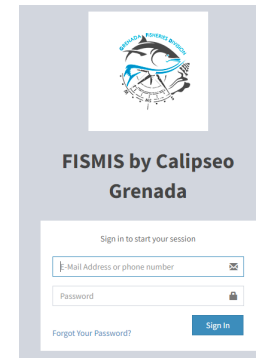 GRENADA FISHERIES DIVISION
FISMIS by Calipseo
Grenada
Sign in to start your session
E-Mail Address or phone number
Password
Forgot Your Password?
Sign In